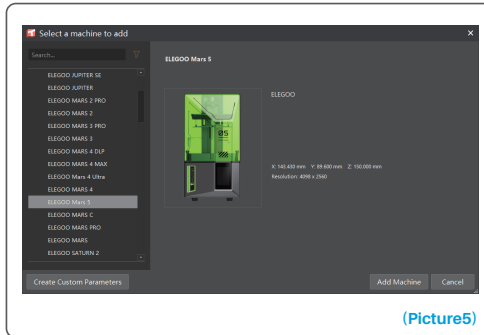 Select a machine to add
Search...
ELEGOO JUPITER SE
ELEGOO JUPITER
ELEGOO MARS 2 PRO
ELEGOO MARS 2
ELEGOO MARS 3 PRO
ELEGOO MARS 3
ELEGOO MARS 4 DLP
ELEGOO MARS 4 MAX
ELEGOO Mars 4 Ultra
ELEGOO MARS 4
ELEGOO Mars 5
ELEGOO MARS C
ELEGOO MARS PRO
ELEGOO MARS
ELEGOO SATURN 2
ELEGOO Mars 5
ELEGOO
X: 143.430 mm Y: 89.600 mm Z: 150.000 mm
Resolution: 4098 x 2560
Create Custom Parameters
Add Machine
Cancel
(Picture5)